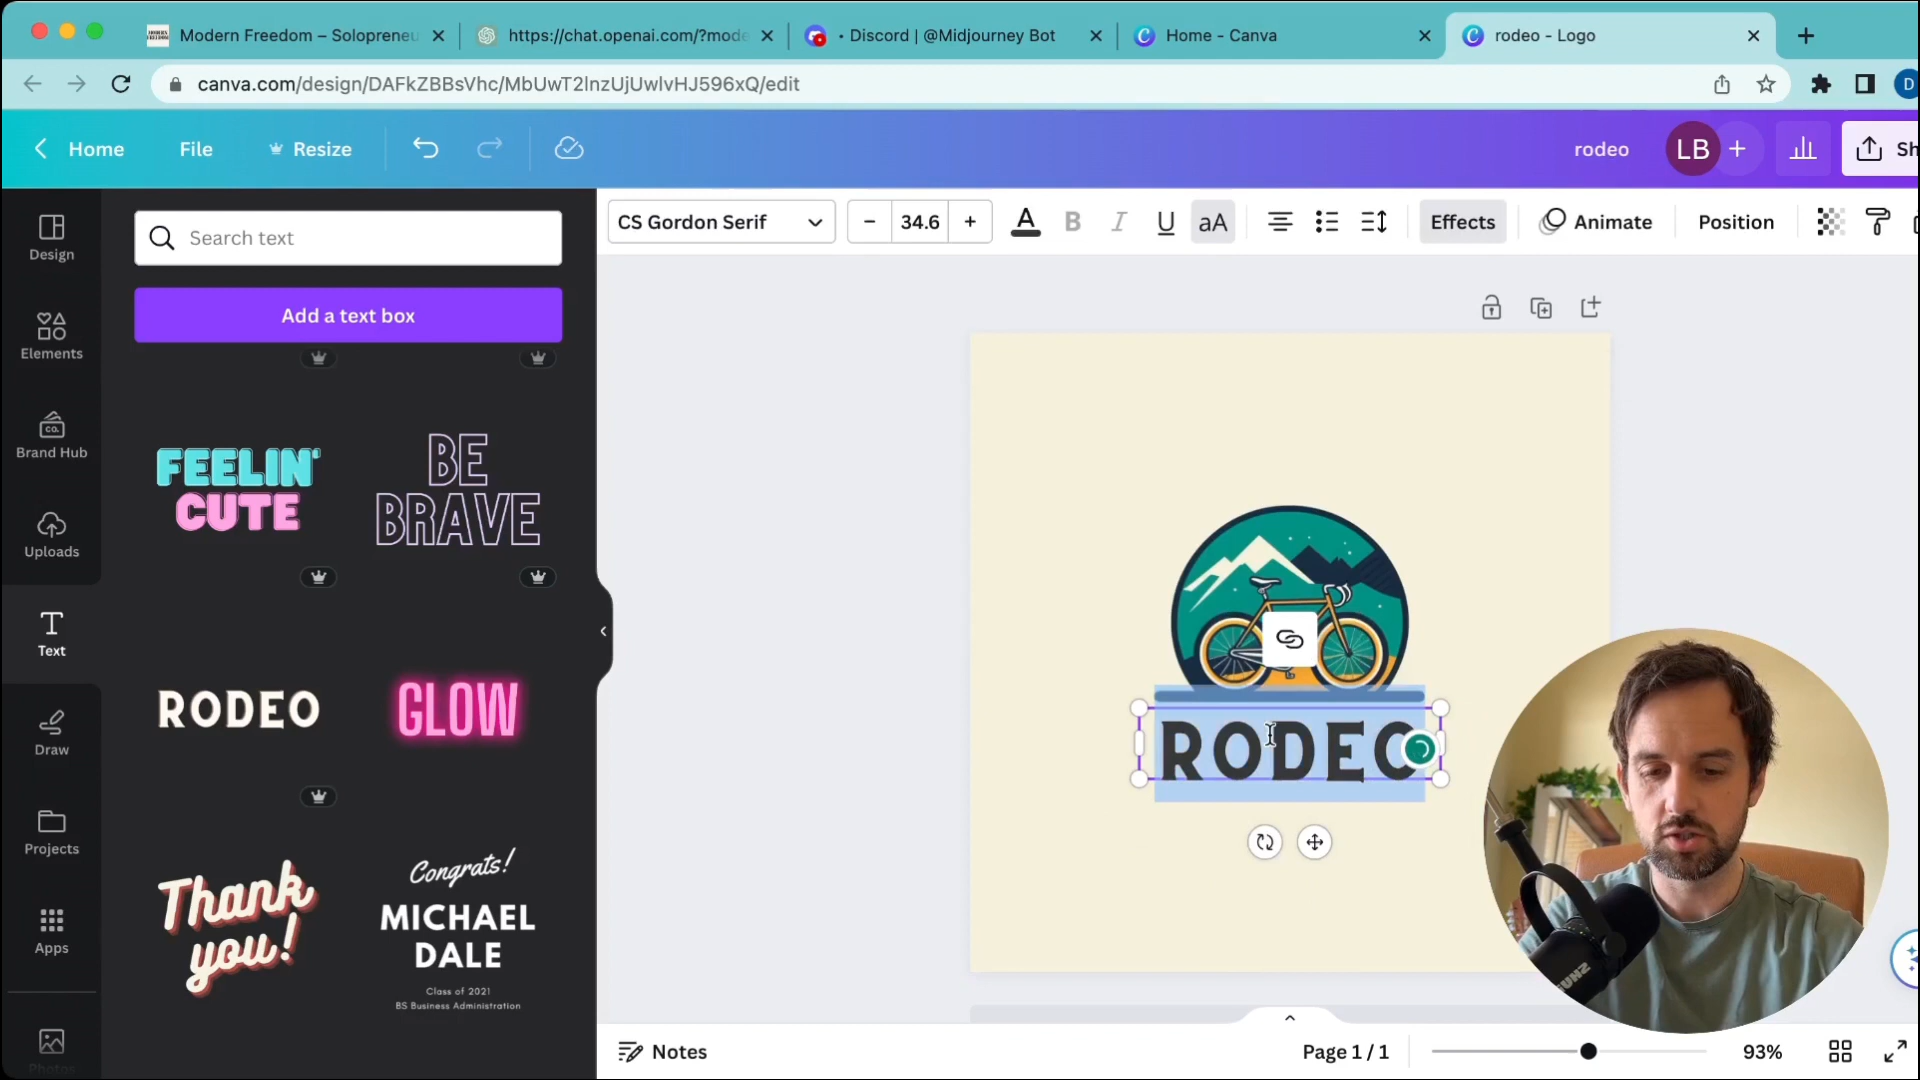 Modern Freedom – Solopreneu
https://chat.openai.com/?mode
• Discord | @Midjourney Bot
Home - Canva
rodeo - Logo
canva.com/design/DAFkZBBsVhc/MbUwT2lnzUjUwlvHJ596xQ/edit
D
Home
File
Resize
rodeo
LB
Sh
Design
Elements
Brand Hub
Uploads
Text
Draw
Projects
Apps
Photos
Search text
Add a text box
FEELIN'
CUTE
BE
BRAVE
RODEO
GLOW
Thank
you!
Congrats!
MICHAEL
DALE
Class of 2021
BS Business Administration
CS Gordon Serif
34.6
A
B
I
U
aA
Effects
Animate
Position
RODEO
Notes
Page 1 / 1
93%